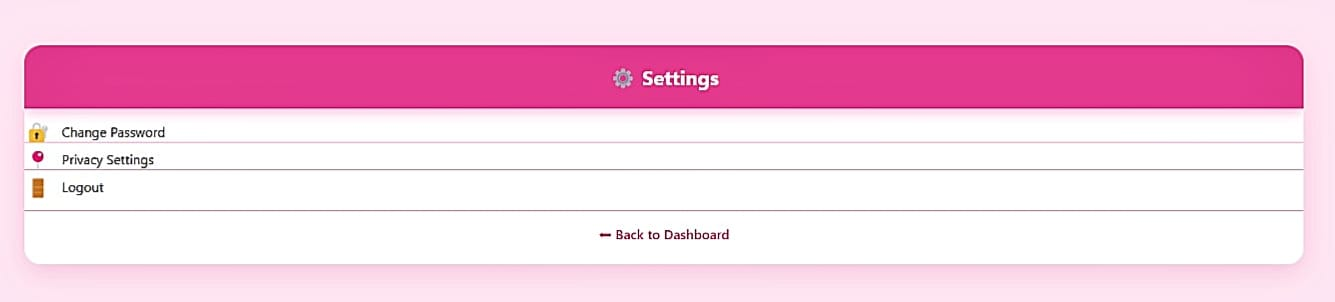 Settings
Change Password
Privacy Settings
Logout
Back to Dashboard